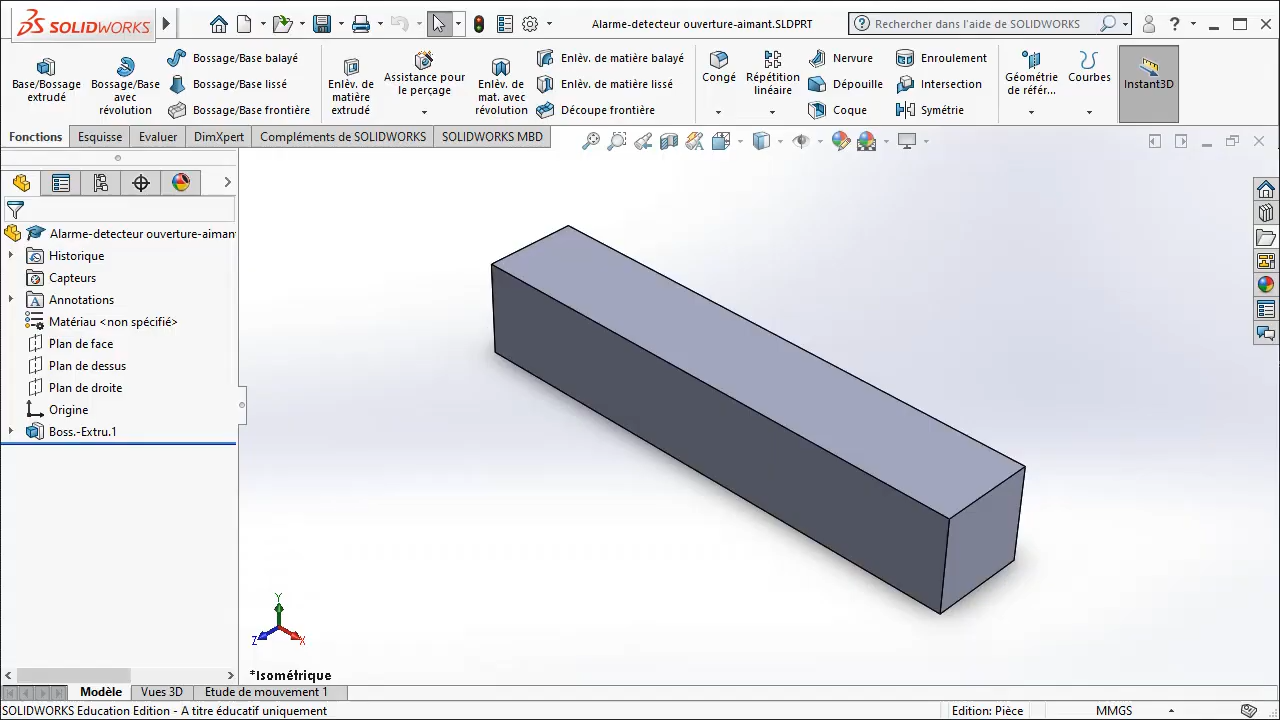 SOLIDWORKS
Alarme-detecteur ouverture-aimant.SLDPRT
Rechercher dans l'aide de SOLIDWORKS
Base/Bossage
extrudé
Bossage/Base
avec
révolution
Bossage/Base balayé
Bossage/Base lissé
Bossage/Base frontière
Enlèv. de
matière
extrudé
Assistance pour
le perçage
Enlèv. de
mat. avec
révolution
Enlèv. de matière balayé
Enlèv. de matière lissé
Découpe frontière
Congé
Répétition
linéaire
Nervure
Dépouille
Coque
Enroulement
Intersection
Symétrie
Géométrie
de référ...
Courbes
Instant3D
Fonctions
Esquisse
Evaluer
DimXpert
Compléments de SOLIDWORKS
SOLIDWORKS MBD
Alarme-detecteur ouverture-aimant
Historique
Capteurs
Annotations
Matériau <non spécifié>
Plan de face
Plan de dessus
Plan de droite
Origine
Boss.-Extru.1
Y
Z
X
*Isométrique
Modèle
Vues 3D
Etude de mouvement 1
SOLIDWORKS Education Edition - A titre éducatif uniquement
Edition: Pièce
MMGS